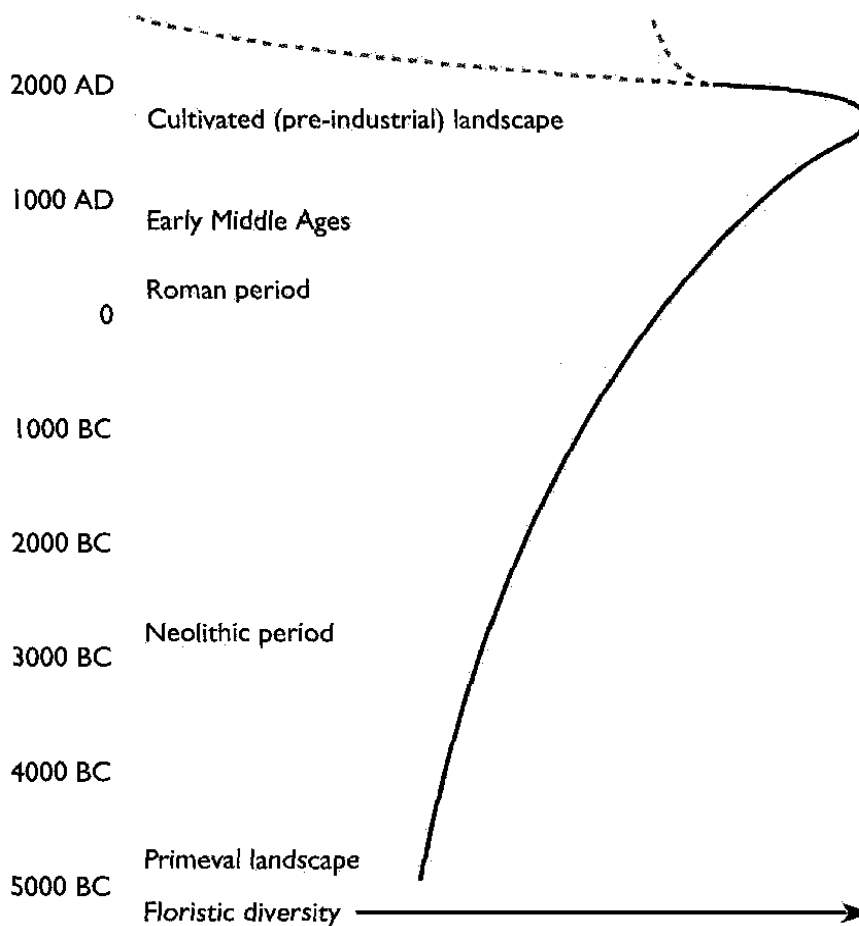 2000 AD
Cultivated (pre-industrial) landscape
1000 AD
Early Middle Ages
Roman period
0
1000 BC
2000 BC
Neolithic period
3000 BC
4000 BC
Primeval landscape
5000 BC
Floristic diversity